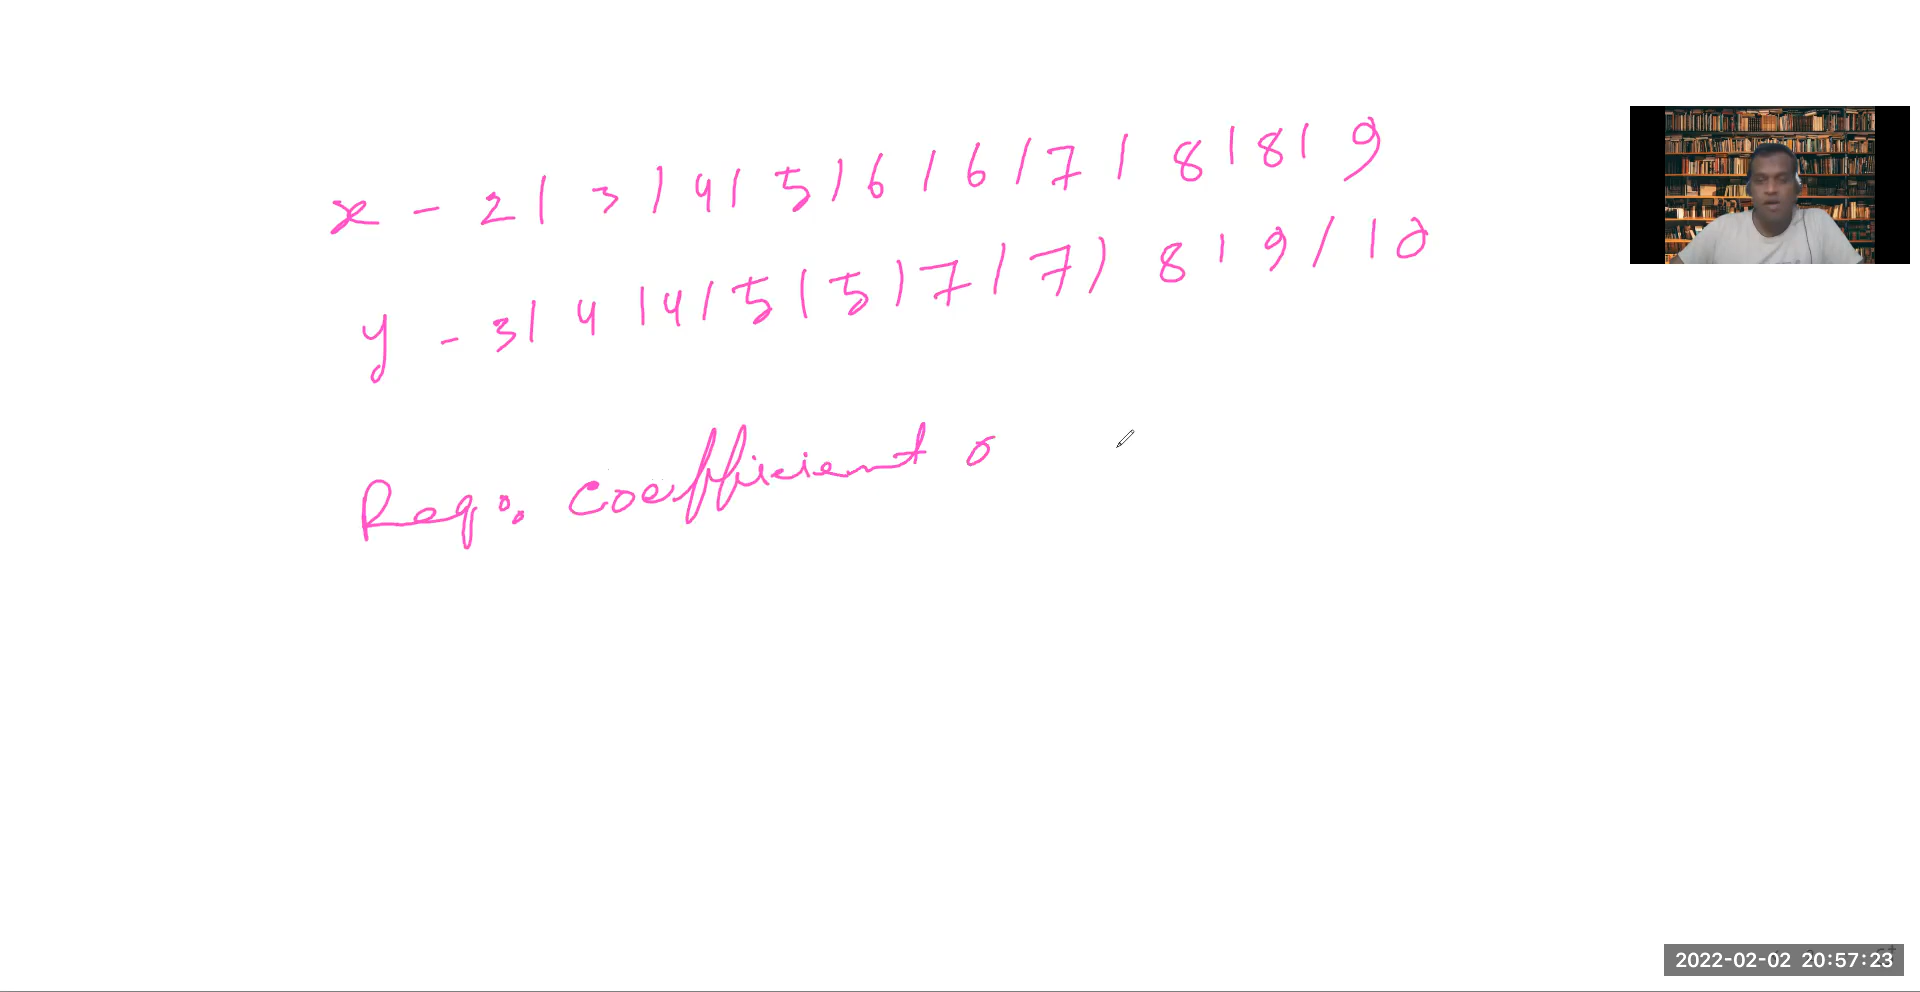 x - 2 / 3 / 4 / 5 / 6 / 6 / 7 / 8 / 8 / 9
y - 3 / 4 / 4 / 5 / 5 / 7 / 7 / 8 / 9 / 10
Req: Coefficient o
2022-02-02 20:57:23